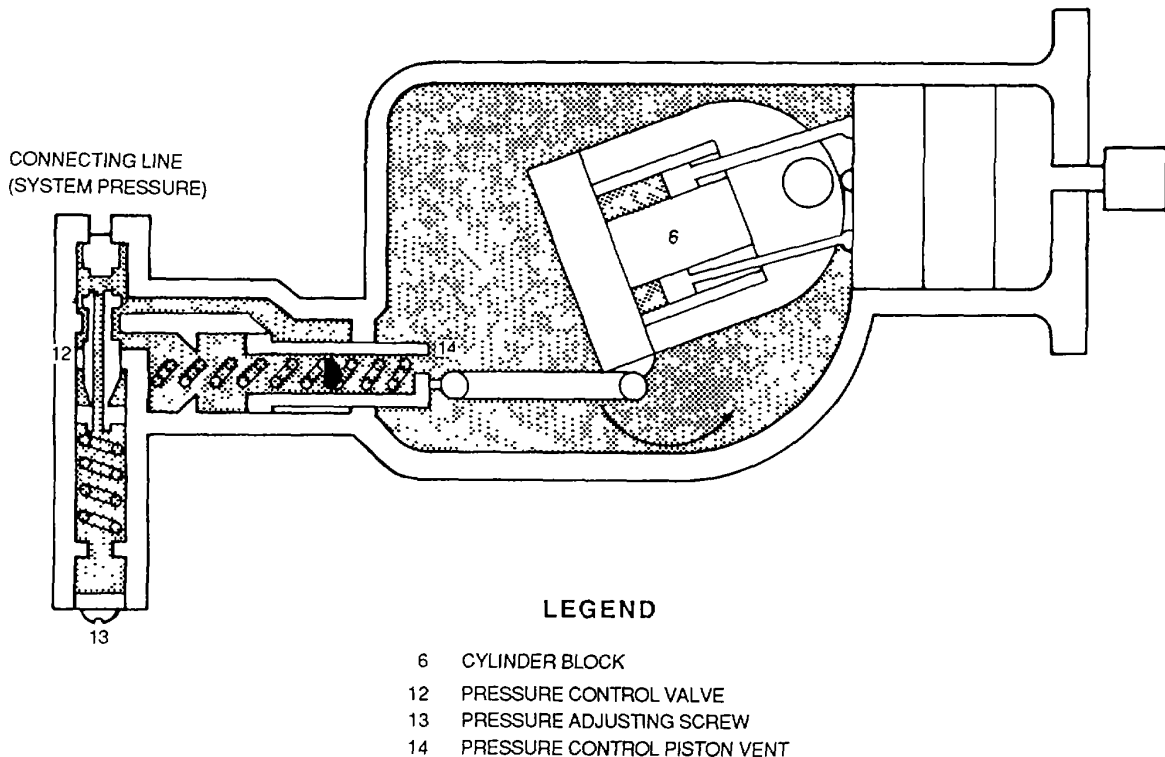 CONNECTING LINE
(SYSTEM PRESSURE)
6
12
14
13
LEGEND
6 CYLINDER BLOCK
12 PRESSURE CONTROL VALVE
13 PRESSURE ADJUSTING SCREW
14 PRESSURE CONTROL PISTON VENT